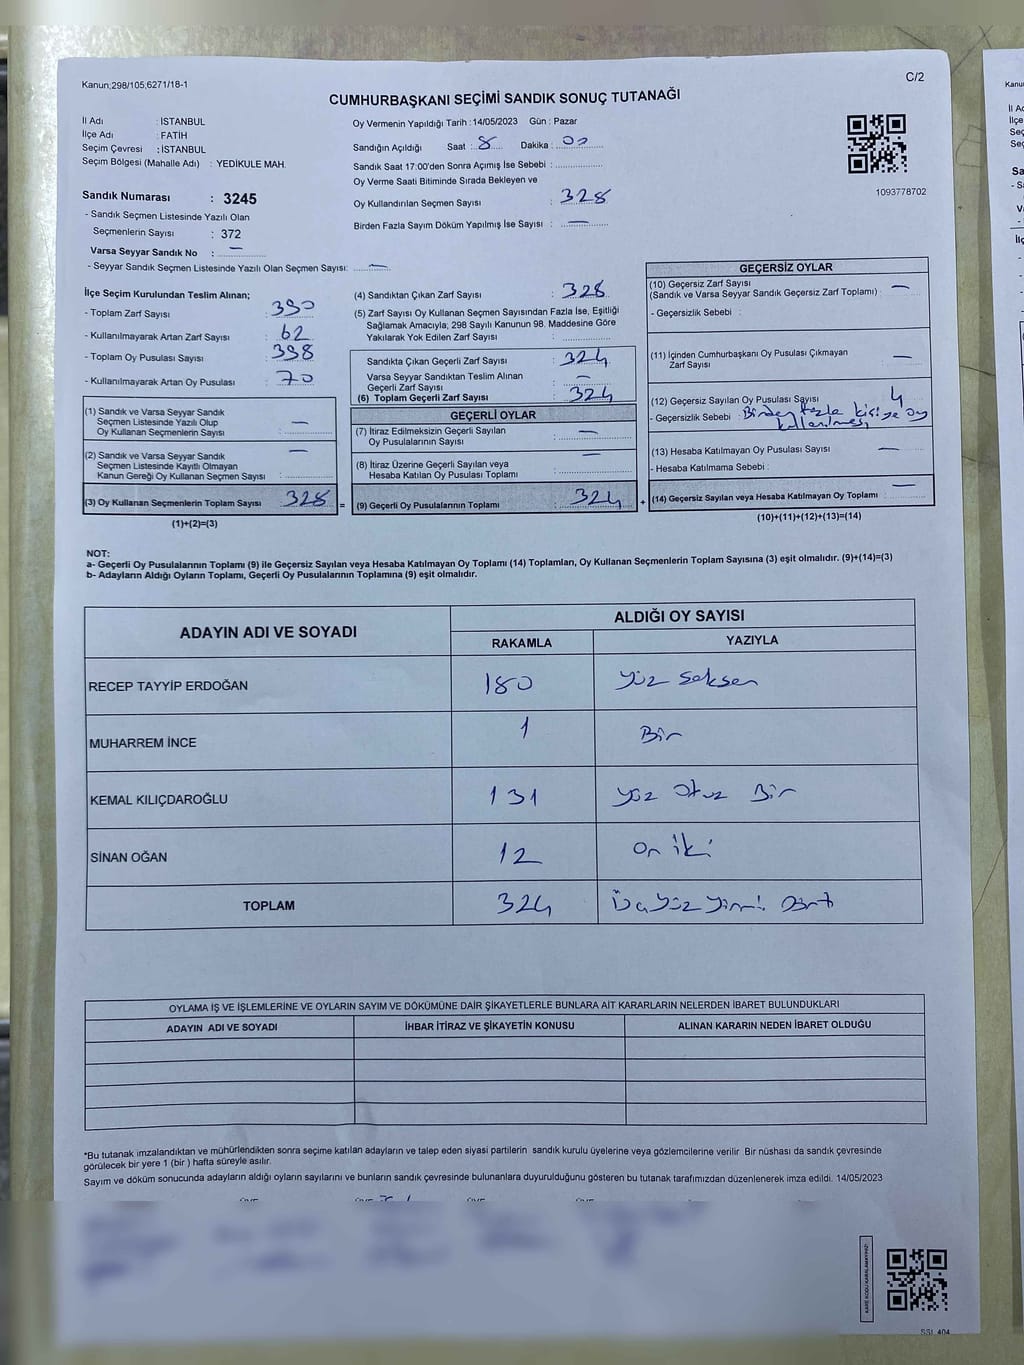 Kanun;298/105,6271/18-1
C/2
CUMHURBAŞKANI SEÇİMİ SANDIK SONUÇ TUTANAĞI
İl Adı : İSTANBUL
İlçe Adı : FATİH
Seçim Çevresi : İSTANBUL
Seçim Bölgesi (Mahalle Adı) : YEDİKULE MAH.
Sandık Numarası : 3245
- Sandık Seçmen Listesinde Yazılı Olan
Seçmenlerin Sayısı : 372
Varsa Seyyar Sandık No : —
- Seyyar Sandık Seçmen Listesinde Yazılı Olan Seçmen Sayısı: —
Oy Vermenin Yapıldığı Tarih : 14/05/2023 Gün : Pazar
Sandığın Açıldığı Saat : 8 Dakika : 00
Sandık Saat 17:00'den Sonra Açımış İse Sebebi :
Oy Verme Saati Bitiminde Sırada Bekleyen ve
Oy Kullandırılan Seçmen Sayısı : 328
Birden Fazla Sayım Döküm Yapılmış İse Sayısı : —
1093778702
İlçe Seçim Kurulundan Teslim Alınan;
- Toplam Zarf Sayısı : 390
- Kullanılmayarak Artan Zarf Sayısı : 62
- Toplam Oy Pusulası Sayısı : 398
- Kullanılmayarak Artan Oy Pusulası : 70
(1) Sandık ve Varsa Seyyar Sandık
Seçmen Listesinde Yazılı Olup
Oy Kullanan Seçmenlerin Sayısı : —
(2) Sandık ve Varsa Seyyar Sandık
Seçmen Listesinde Kayıtlı Olmayan
Kanun Gereği Oy Kullanan Seçmen Sayısı : —
(3) Oy Kullanan Seçmenlerin Toplam Sayısı : 328 =
(1)+(2)=(3)
(4) Sandıktan Çıkan Zarf Sayısı : 328
(5) Zarf Sayısı Oy Kullanan Seçmen Sayısından Fazla İse, Eşitliği
Sağlamak Amacıyla; 298 Sayılı Kanunun 98. Maddesine Göre
Yakılarak Yok Edilen Zarf Sayısı :
Sandıkta Çıkan Geçerli Zarf Sayısı : 324
Varsa Seyyar Sandıktan Teslim Alınan
Geçerli Zarf Sayısı : —
(6) Toplam Geçerli Zarf Sayısı : 324
GEÇERLİ OYLAR
(7) İtiraz Edilmeksizin Geçerli Sayılan
Oy Pusulalarının Sayısı : —
(8) İtiraz Üzerine Geçerli Sayılan veya
Hesaba Katılan Oy Pusulası Toplamı : —
(9) Geçerli Oy Pusulalarının Toplamı : 324 +
GEÇERSİZ OYLAR
(10) Geçersiz Zarf Sayısı
(Sandık ve Varsa Seyyar Sandık Geçersiz Zarf Toplamı) : —
- Geçersizlik Sebebi :
(11) İçinden Cumhurbaşkanı Oy Pusulası Çıkmayan
Zarf Sayısı : —
(12) Geçersiz Sayılan Oy Pusulası Sayısı : 4
- Geçersizlik Sebebi : Birden fazla kişiye oy
kullanılması
(13) Hesaba Katılmayan Oy Pusulası Sayısı : —
- Hesaba Katılmama Sebebi :
(14) Geçersiz Sayılan veya Hesaba Katılmayan Oy Toplamı : —
(10)+(11)+(12)+(13)=(14)
NOT:
a- Geçerli Oy Pusulalarının Toplamı (9) ile Geçersiz Sayılan veya Hesaba Katılmayan Oy Toplamı (14) Toplamları, Oy Kullanan Seçmenlerin Toplam Sayısına (3) eşit olmalıdır. (9)+(14)=(3)
b- Adayların Aldığı Oyların Toplamı, Geçerli Oy Pusulalarının Toplamına (9) eşit olmalıdır.
ADAYIN ADI VE SOYADI
ALDIĞI OY SAYISI
RAKAMLA YAZIYLA
RECEP TAYYİP ERDOĞAN 180 Yüz Seksen
MUHARREM İNCE 1 Bir
KEMAL KILIÇDAROĞLU 131 Yüz Otuz Bir
SİNAN OĞAN 12 On iki
TOPLAM 324 Üç Yüz Yirmi Dört
OYLAMA İŞ VE İŞLEMLERİNE VE OYLARIN SAYIM VE DÖKÜMÜNE DAİR ŞİKAYETLERLE BUNLARA AİT KARARLARIN NELERDEN İBARET BULUNDUKLARI
ADAYIN ADI VE SOYADI İHBAR İTİRAZ VE ŞİKAYETİN KONUSU ALINAN KARARIN NEDEN İBARET OLDUĞU
*Bu tutanak imzalandıktan ve mühürlendikten sonra seçime katılan adayların ve talep eden siyasi partilerin sandık kurulu üyelerine veya gözlemcilerine verilir .Bir nüshası da sandık çevresinde
görülecek bir yere 1 (bir ) hafta süreyle asılır.
Sayım ve döküm sonucunda adayların aldığı oyların sayılarını ve bunların sandık çevresinde bulunanlara duyurulduğunu gösteren bu tutanak tarafımızdan düzenlenerek imza edildi. 14/05/2023
SSI_404